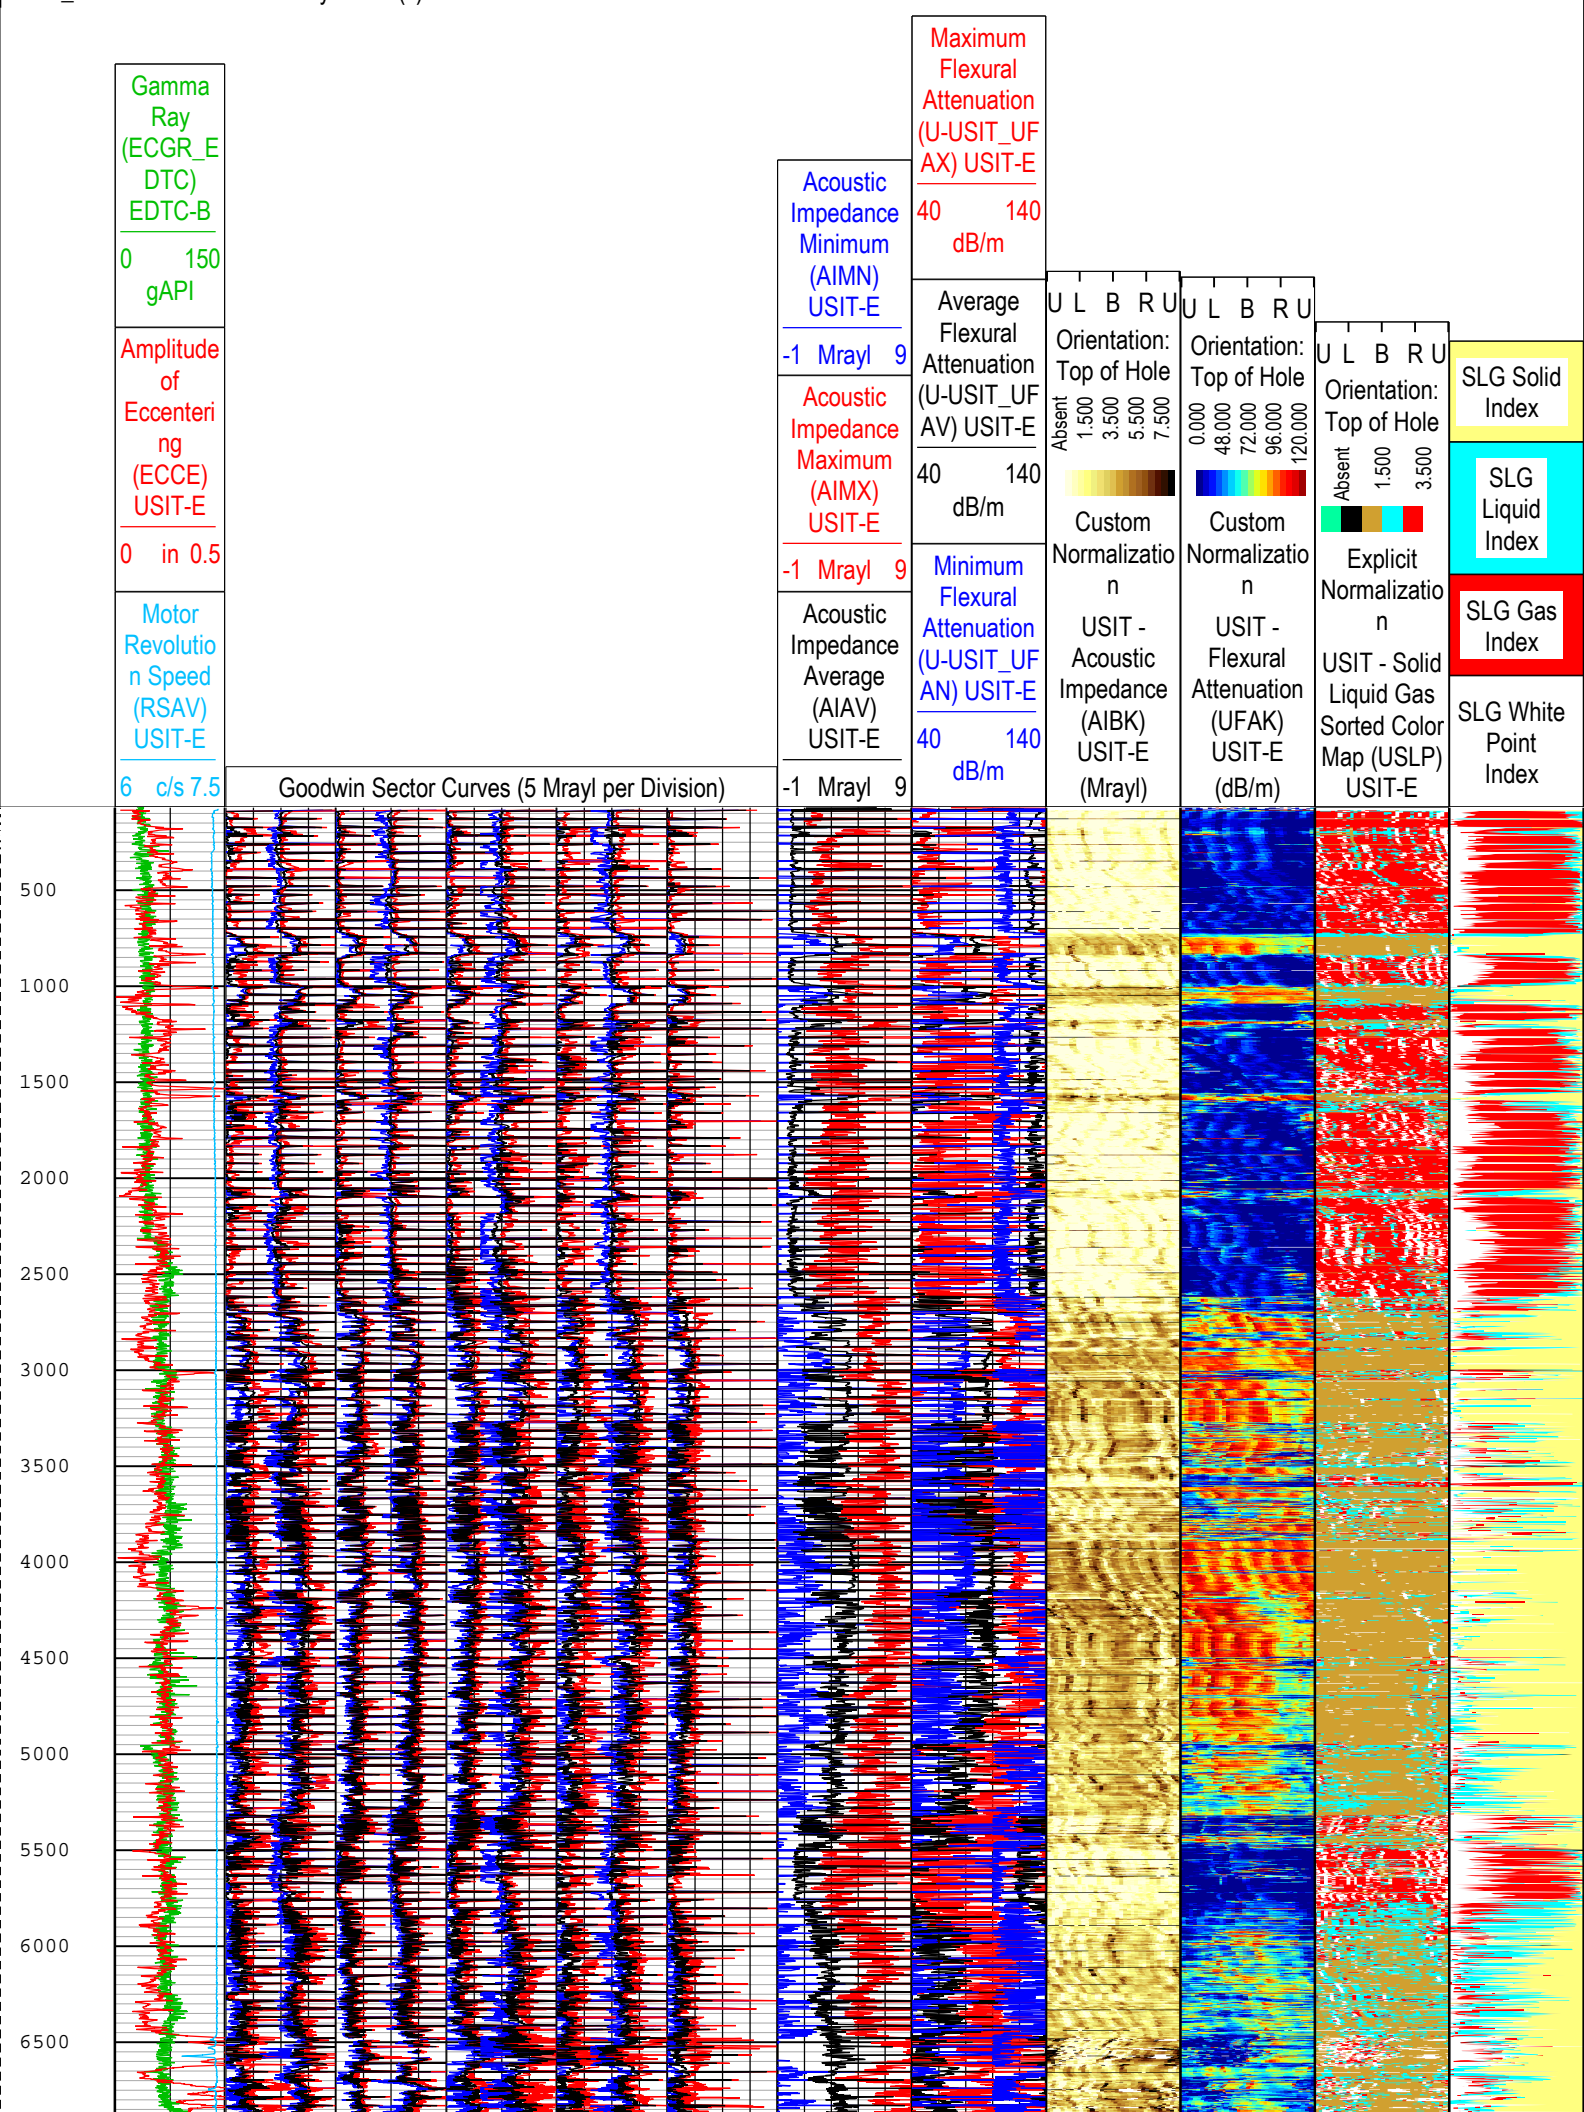 Gamma
Ray
(ECGR_E
DTC)
EDTC-B
0 150
gAPI
Amplitude
of
Eccenteri
ng
(ECCE)
USIT-E
0 in 0.5
Motor
Revolutio
n Speed
(RSAV)
USIT-E
6 c/s 7.5
Goodwin Sector Curves (5 Mrayl per Division)
Acoustic
Impedance
Minimum
(AIMN)
USIT-E
-1 Mrayl 9
Acoustic
Impedance
Maximum
(AIMX)
USIT-E
-1 Mrayl 9
Acoustic
Impedance
Average
(AIAV)
USIT-E
-1 Mrayl 9
Maximum
Flexural
Attenuation
(U-USIT_UF
AX) USIT-E
40 140
dB/m
Average
Flexural
Attenuation
(U-USIT_UF
AV) USIT-E
40 140
dB/m
Minimum
Flexural
Attenuation
(U-USIT_UF
AN) USIT-E
40 140
dB/m
U L B R U
Orientation:
Top of Hole
Absent
1.500
3.500
5.500
7.500
Custom
Normalizatio
n
USIT -
Acoustic
Impedance
(AIBK)
USIT-E
(Mrayl)
U L B R U
Orientation:
Top of Hole
0.000
48.000
72.000
96.000
120.000
Custom
Normalizatio
n
USIT -
Flexural
Attenuation
(UFAK)
USIT-E
(dB/m)
U L B R U
Orientation:
Top of Hole
Absent
1.500
3.500
Explicit
Normalizatio
n
USIT - Solid
Liquid Gas
Sorted Color
Map (USLP)
USIT-E
SLG Solid
Index
SLG
Liquid
Index
SLG Gas
Index
SLG White
Point
Index
500
1000
1500
2000
2500
3000
3500
4000
4500
5000
5500
6000
6500